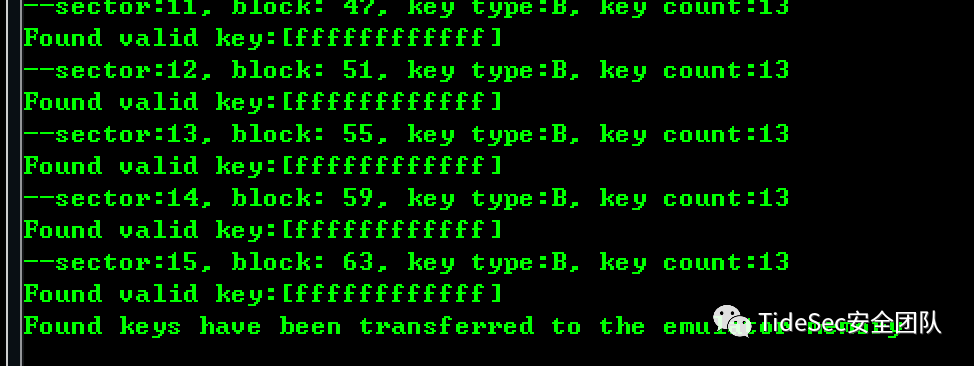 --sector:11, block: 47, key type:B, key count:13
Found valid key:[ffffffffffff]
--sector:12, block: 51, key type:B, key count:13
Found valid key:[ffffffffffff]
--sector:13, block: 55, key type:B, key count:13
Found valid key:[ffffffffffff]
--sector:14, block: 59, key type:B, key count:13
Found valid key:[ffffffffffff]
--sector:15, block: 63, key type:B, key count:13
Found valid key:[ffffffffffff]
Found keys have been transferred to the emulator memory
TideSec安全团队